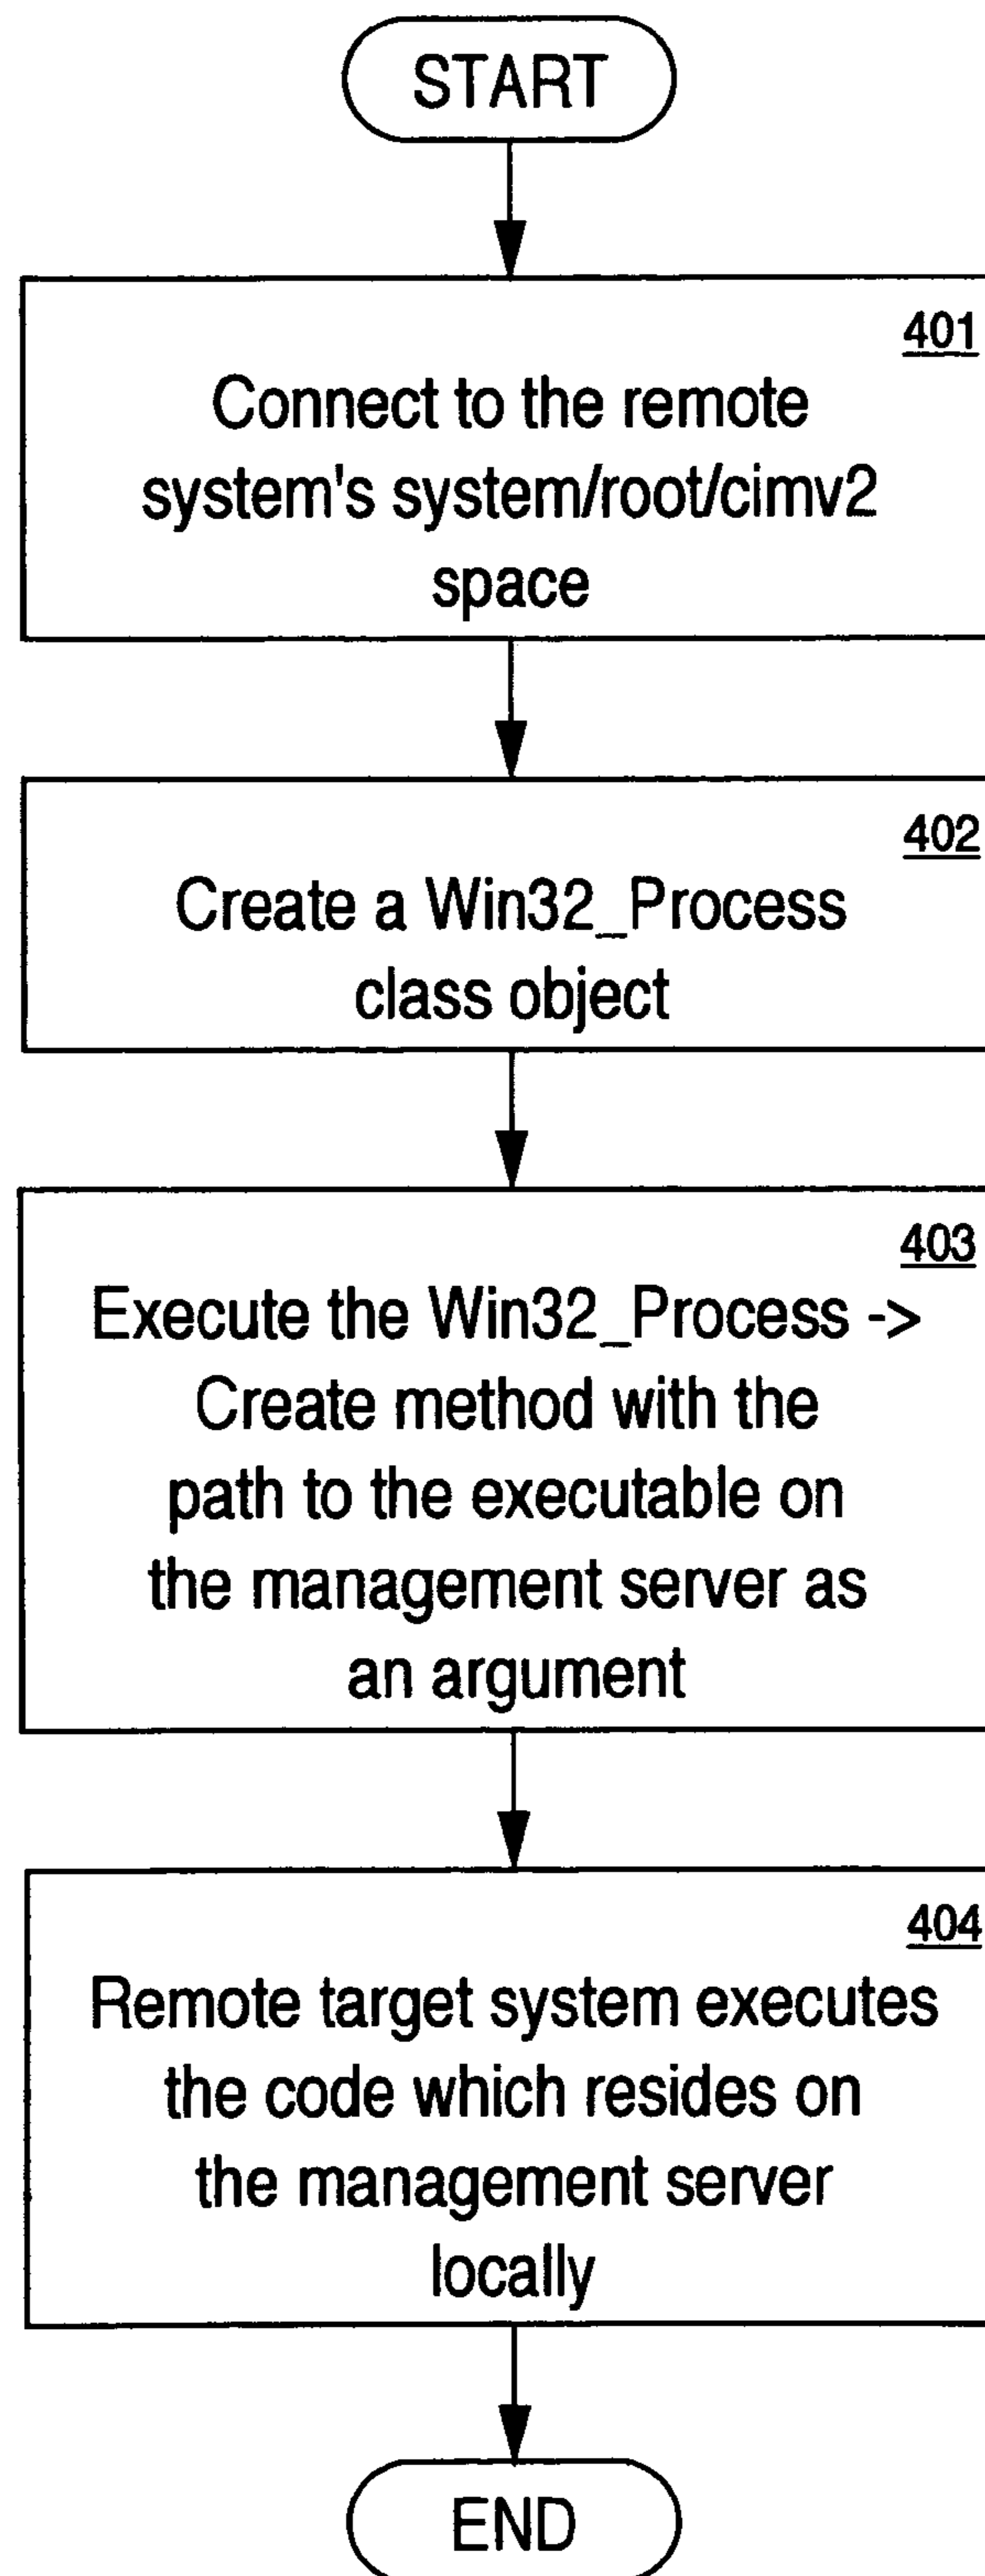 START
401
Connect to the remote
system's system/root/cimv2
space
402
Create a Win32_Process
class object
403
Execute the Win32_Process ->
Create method with the
path to the executable on
the management server as
an argument
404
Remote target system executes
the code which resides on
the management server
locally
END